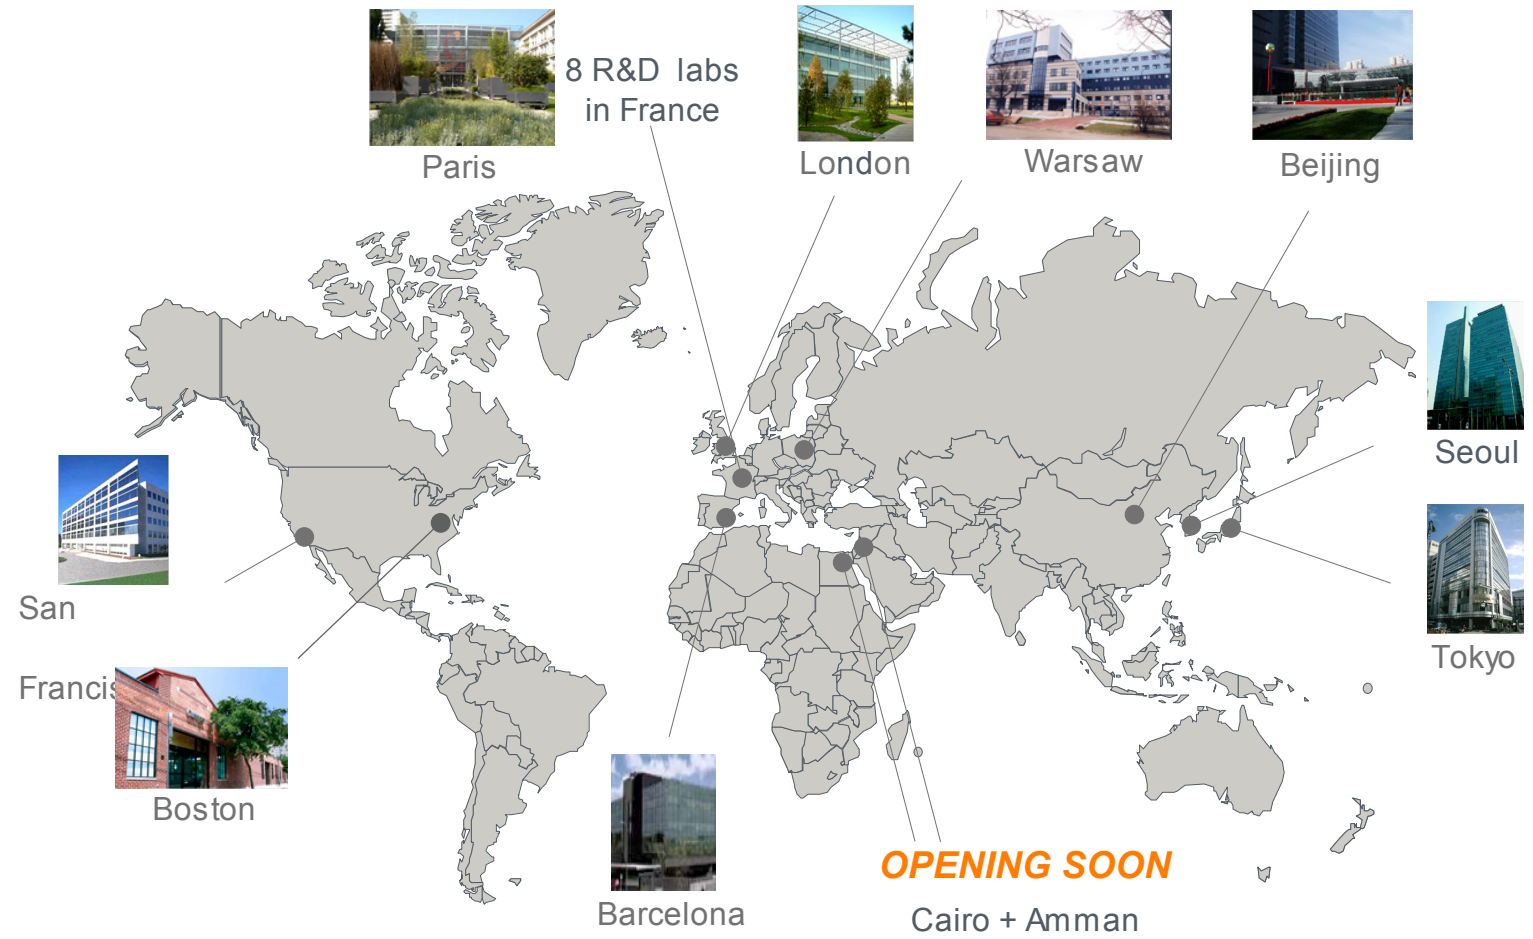 8 R&D labs
in France
Paris
London
Warsaw
Beijing
Seoul
San
Francis
Tokyo
Boston
OPENING SOON
Barcelona
Cairo + Amman